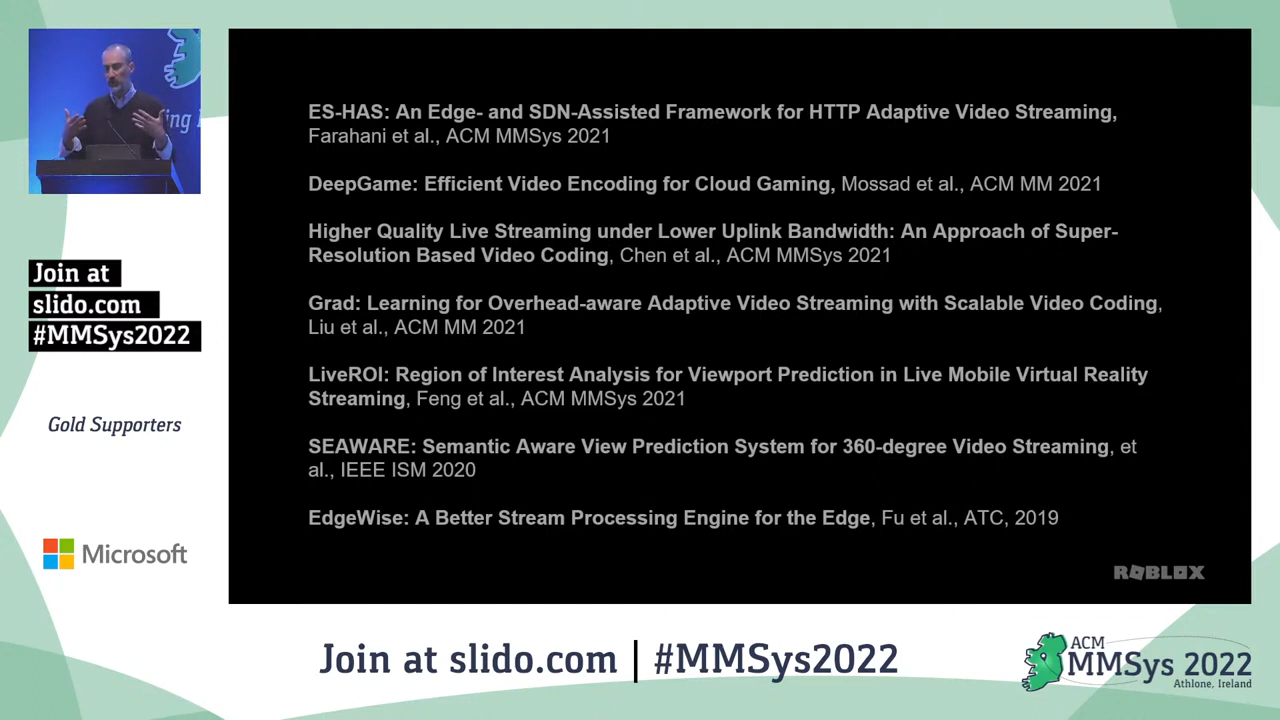 ing
Join at
slido.com
#MMSys2022
Gold Supporters
Microsoft
ES-HAS: An Edge- and SDN-Assisted Framework for HTTP Adaptive Video Streaming,
Farahani et al., ACM MMSys 2021
DeepGame: Efficient Video Encoding for Cloud Gaming, Mossad et al., ACM MM 2021
Higher Quality Live Streaming under Lower Uplink Bandwidth: An Approach of Super-
Resolution Based Video Coding, Chen et al., ACM MMSys 2021
Grad: Learning for Overhead-aware Adaptive Video Streaming with Scalable Video Coding,
Liu et al., ACM MM 2021
LiveROI: Region of Interest Analysis for Viewport Prediction in Live Mobile Virtual Reality
Streaming, Feng et al., ACM MMSys 2021
SEAWARE: Semantic Aware View Prediction System for 360-degree Video Streaming, et
al., IEEE ISM 2020
EdgeWise: A Better Stream Processing Engine for the Edge, Fu et al., ATC, 2019
ROBLOX
Join at slido.com | #MMSys2022
ACM
MMSys 2022
Athlone, Ireland